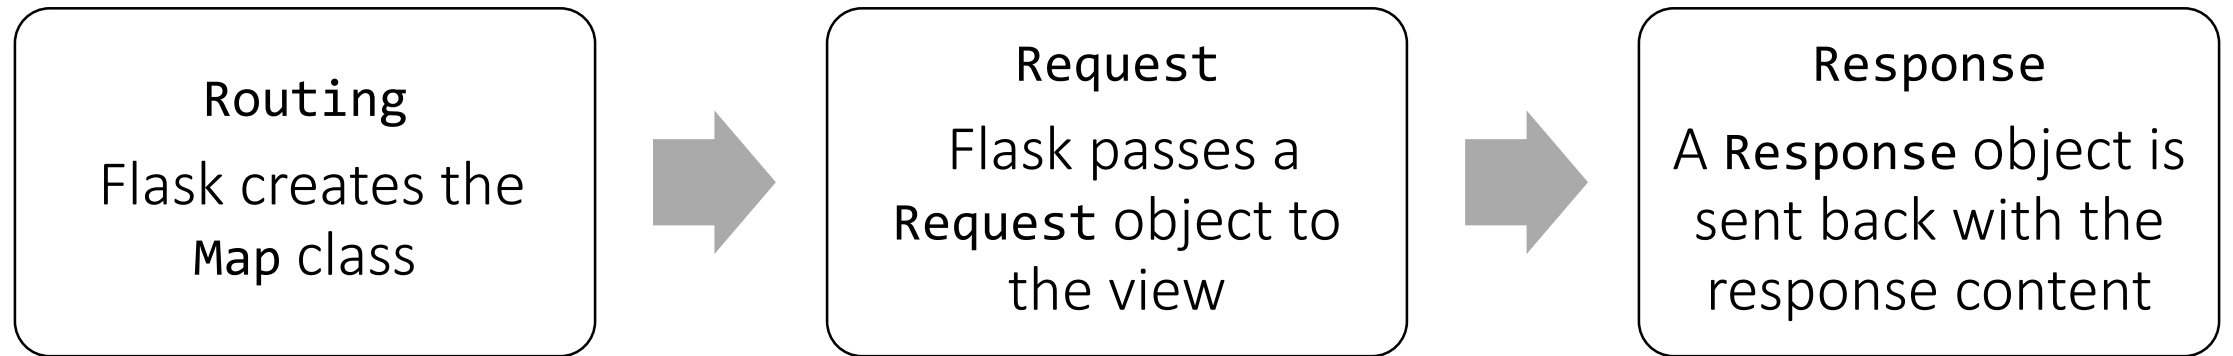 Routing
Flask creates the
Map class
Request
Flask passes a
Request object to
the view
Response
A Response object is
sent back with the
response content